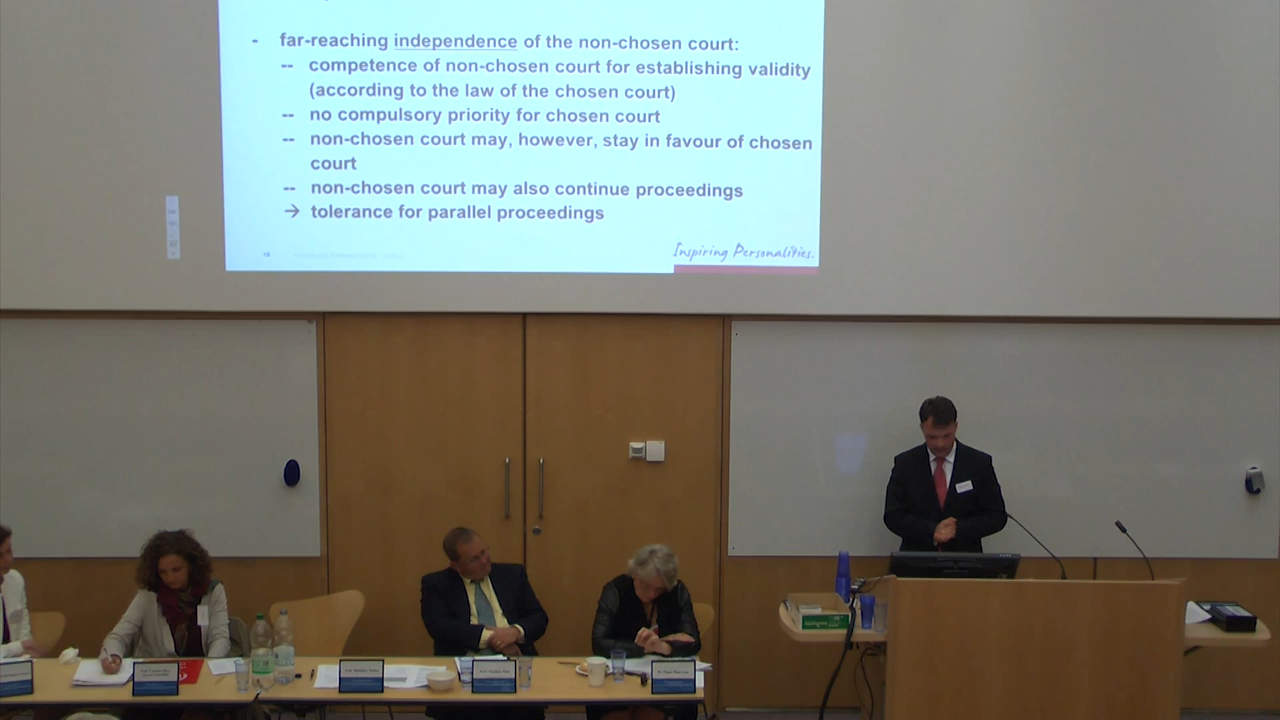 - far-reaching independence of the non-chosen court:
-- competence of non-chosen court for establishing validity
(according to the law of the chosen court)
-- no compulsory priority for chosen court
-- non-chosen court may, however, stay in favour of chosen
court
-- non-chosen court may also continue proceedings
→ tolerance for parallel proceedings
Inspiring Personalities.